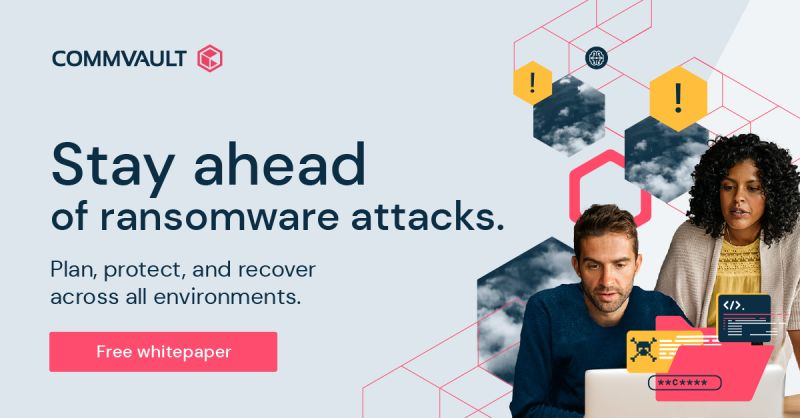 COMMVAULT
Stay ahead
of ransomware attacks.
Plan, protect, and recover
across all environments.
Free whitepaper
!
!
</>.
**C****